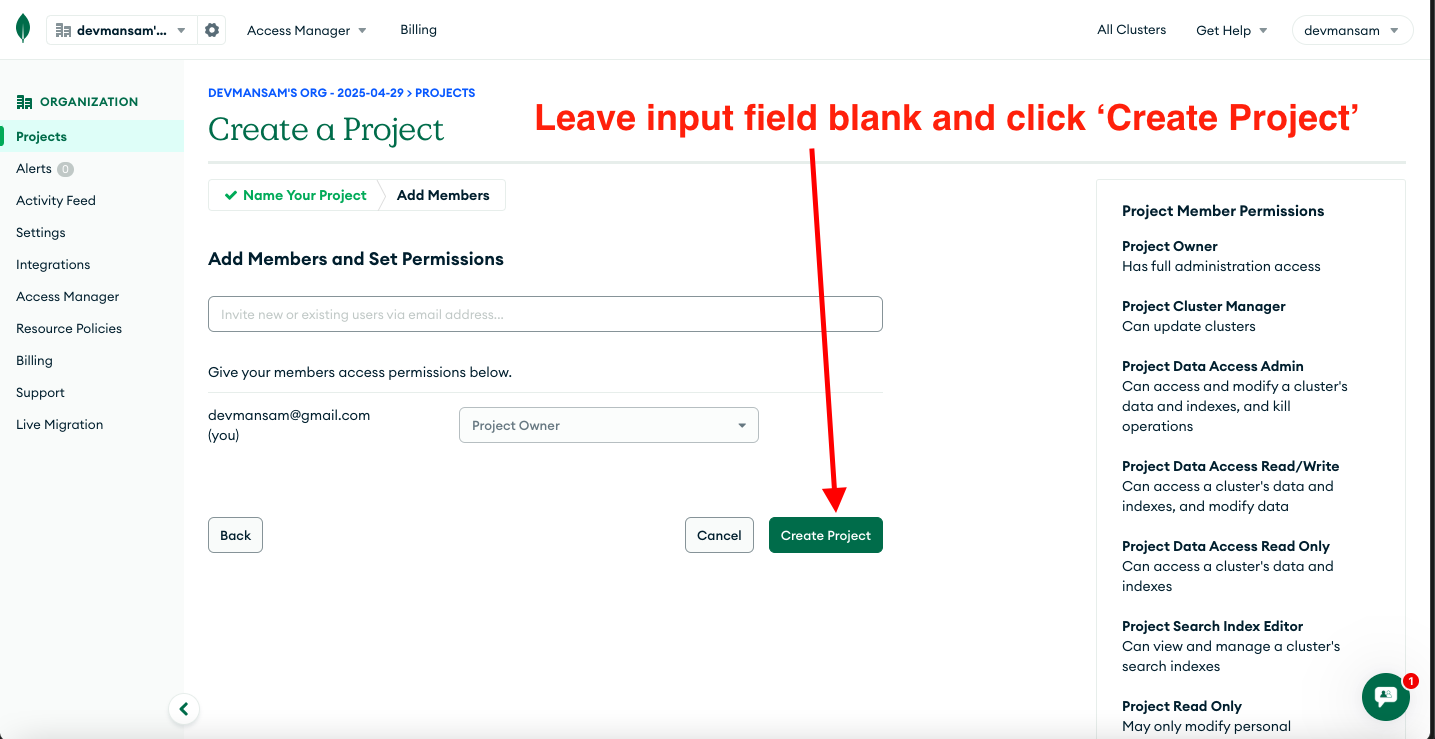 devmansam'...
Access Manager
Billing
All Clusters
Get Help
devmansam
ORGANIZATION
Projects
Alerts 0
Activity Feed
Settings
Integrations
Access Manager
Resource Policies
Billing
Support
Live Migration
DEVMANSAM'S ORG - 2025-04-29 > PROJECTS
Create a Project
Leave input field blank and click ‘Create Project’
Name Your Project
Add Members
Add Members and Set Permissions
Invite new or existing users via email address...
Give your members access permissions below.
devmansam@gmail.com
(you)
Project Owner
Back
Cancel
Create Project
Project Member Permissions
Project Owner
Has full administration access
Project Cluster Manager
Can update clusters
Project Data Access Admin
Can access and modify a cluster's
data and indexes, and kill
operations
Project Data Access Read/Write
Can access a cluster's data and
indexes, and modify data
Project Data Access Read Only
Can access a cluster's data and
indexes
Project Search Index Editor
Can view and manage a cluster's
search indexes
Project Read Only
May only modify personal
1